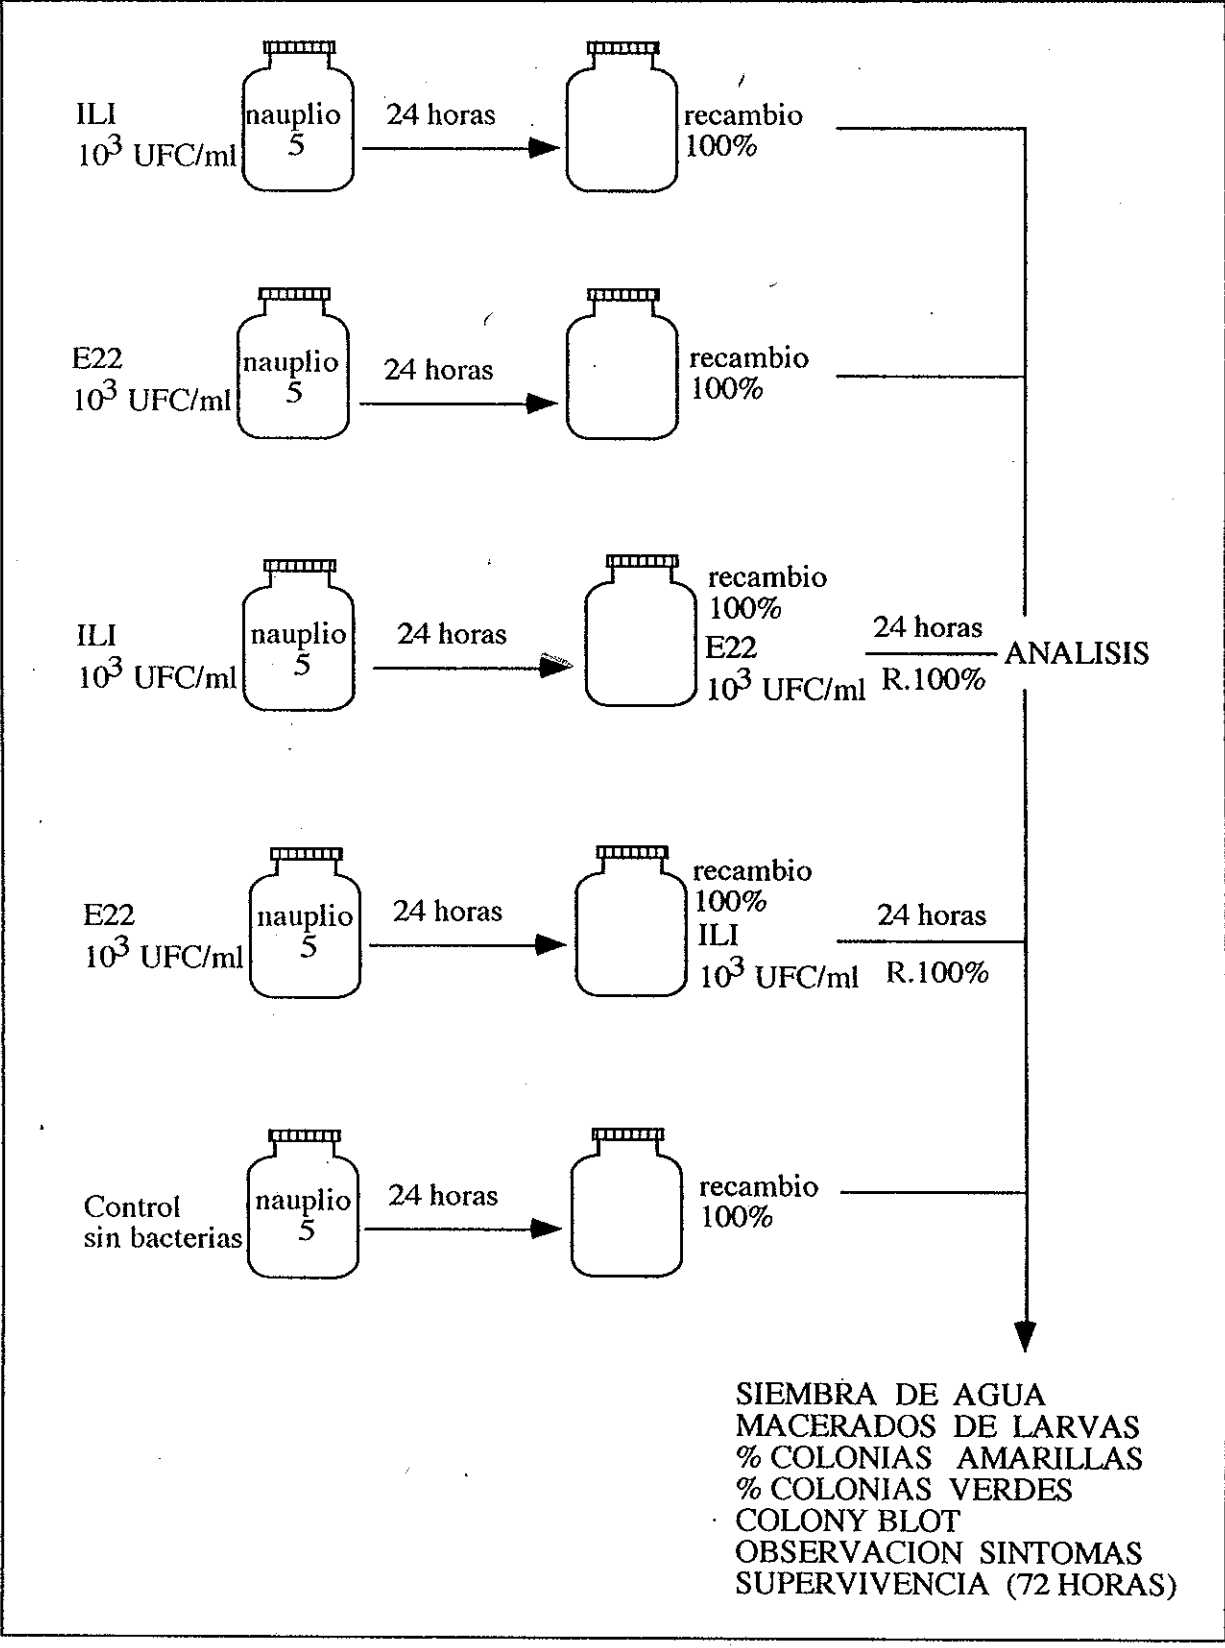 ILI
10³ UFC/ml
nauplio
5
24 horas
recambio
100%
E22
10³ UFC/ml
nauplio
5
24 horas
recambio
100%
ILI
10³ UFC/ml
nauplio
5
24 horas
recambio
100%
E22
10³ UFC/ml
24 horas
R.100%
ANALISIS
E22
10³ UFC/ml
nauplio
5
24 horas
recambio
100%
ILI
10³ UFC/ml
24 horas
R.100%
Control
sin bacterias
nauplio
5
24 horas
recambio
100%
SIEMBRA DE AGUA
MACERADOS DE LARVAS
% COLONIAS AMARILLAS
% COLONIAS VERDES
COLONY BLOT
OBSERVACION SINTOMAS
SUPERVIVENCIA (72 HORAS)